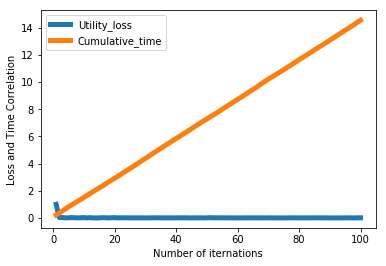 Utility_loss
Cumulative_time
14
12
10
8
6
4
2
0
Loss and Time Correlation
0 20 40 60 80 100
Number of iternations